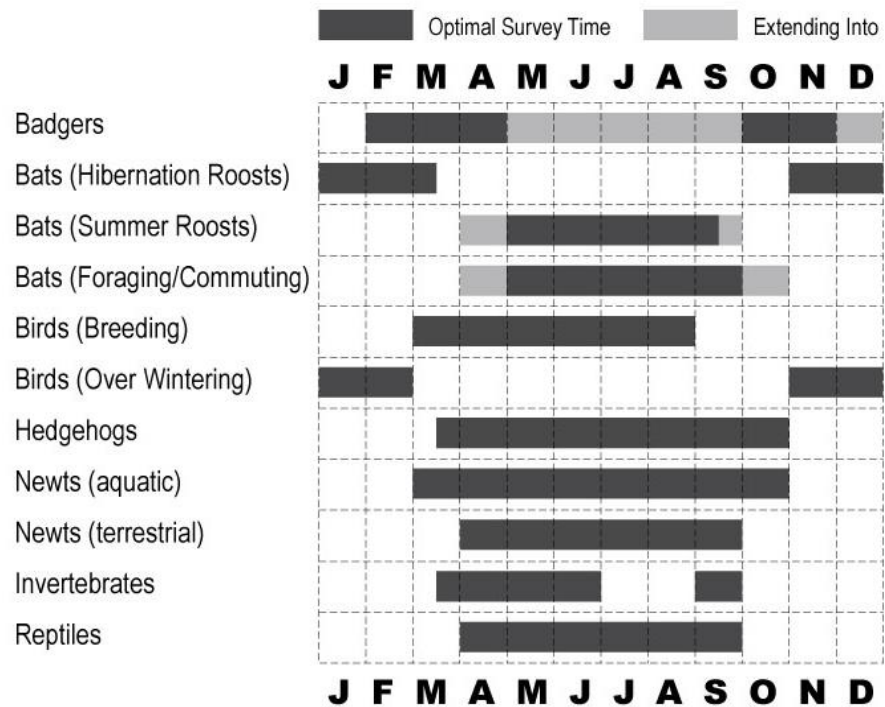 Optimal Survey Time Extending Into
J F M A M J J A S O N D
Badgers
Bats (Hibernation Roosts)
Bats (Summer Roosts)
Bats (Foraging/Commuting)
Birds (Breeding)
Birds (Over Wintering)
Hedgehogs
Newts (aquatic)
Newts (terrestrial)
Invertebrates
Reptiles
J F M A M J J A S O N D